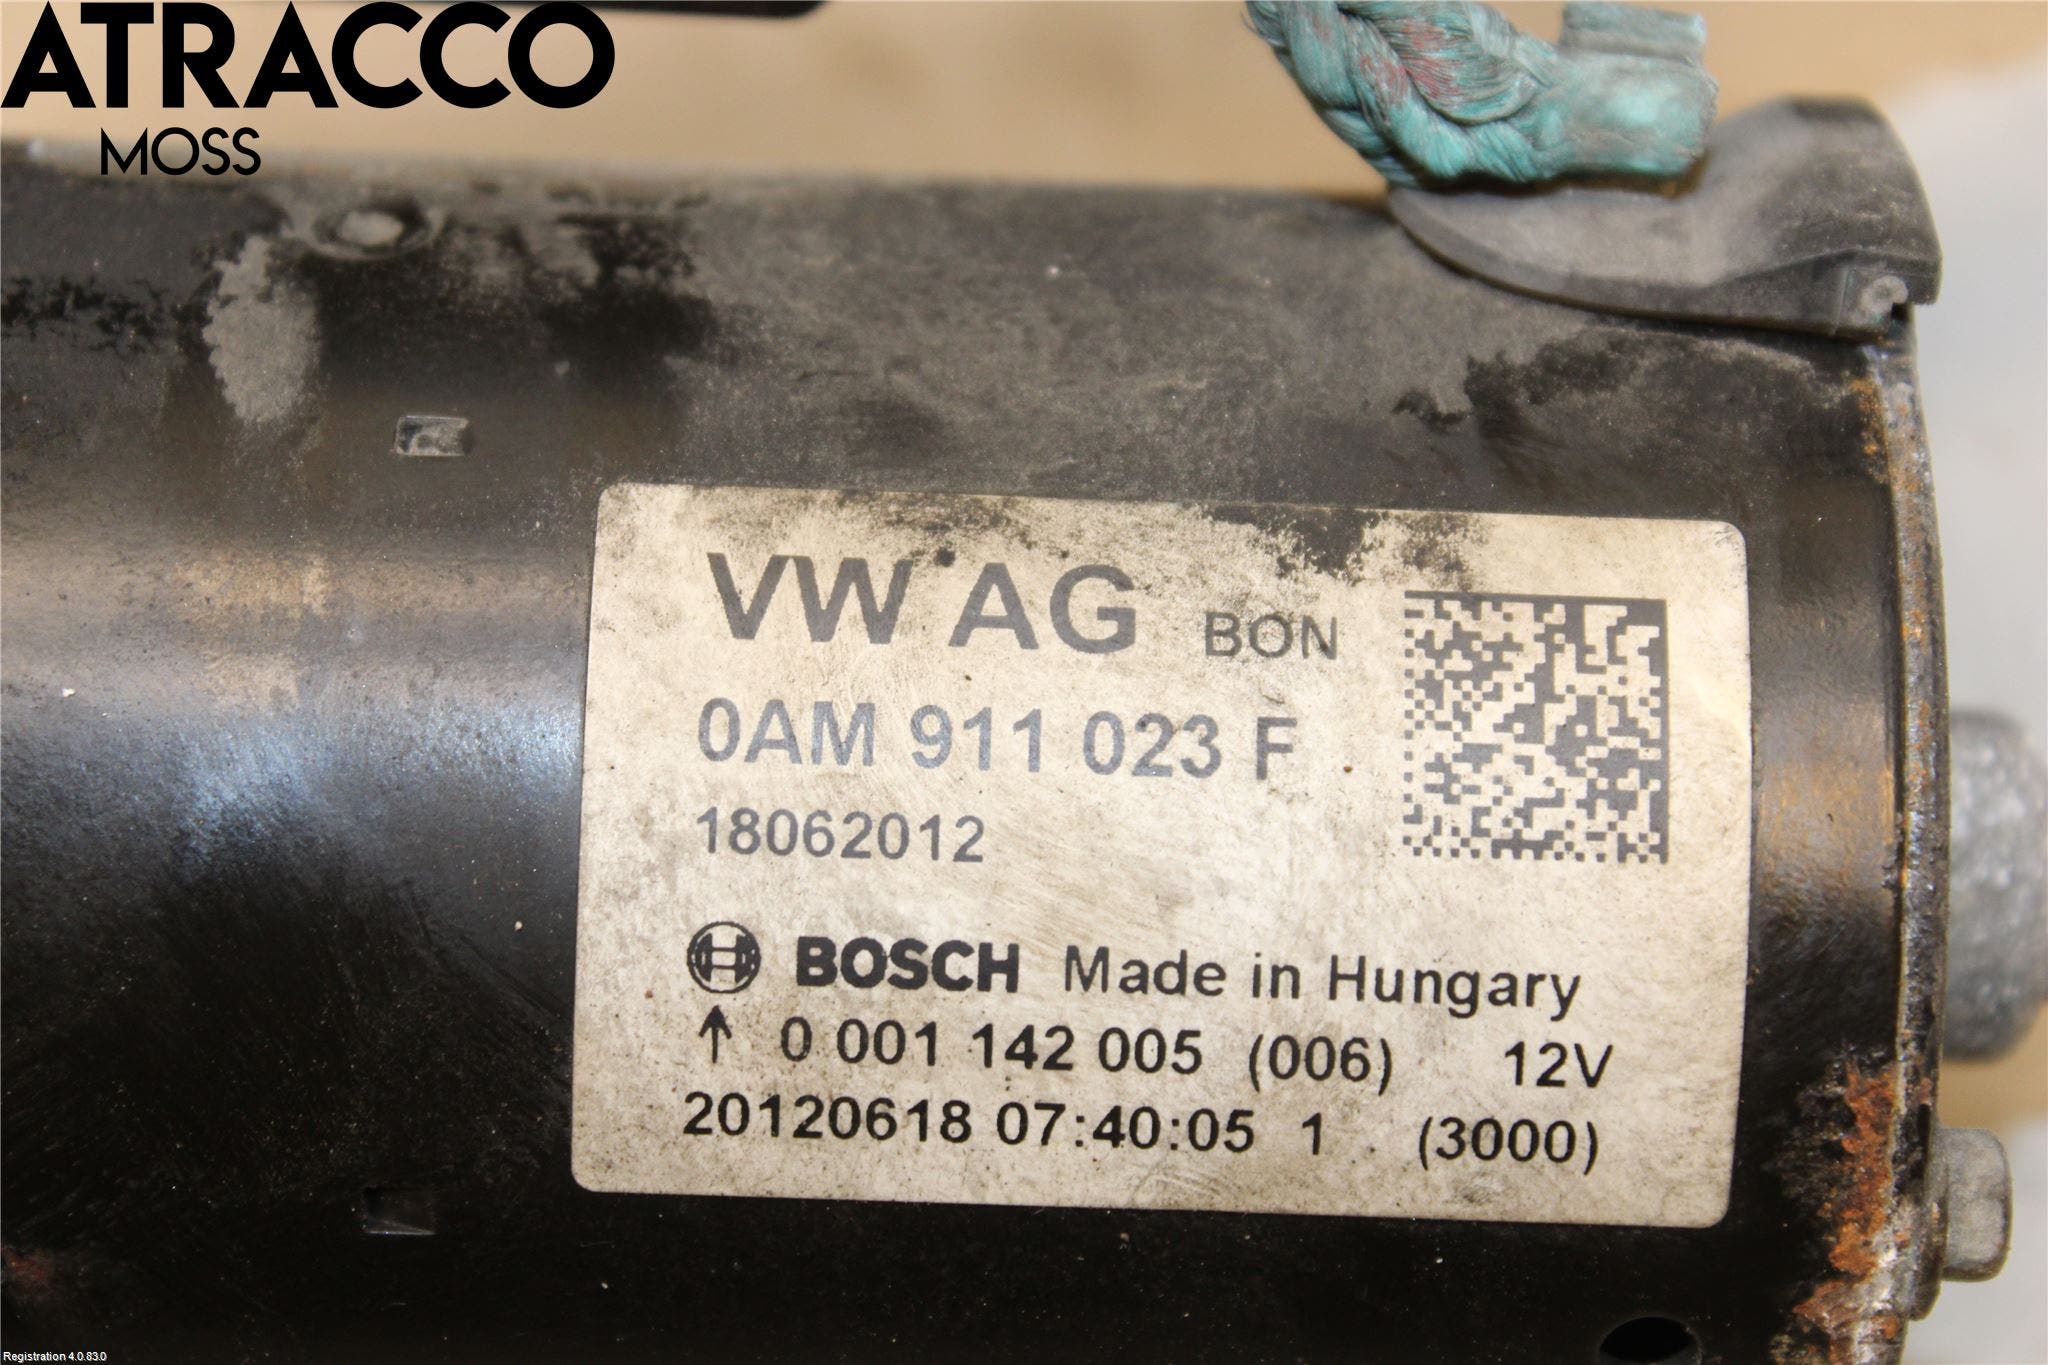 ATRACCO
MOSS
VW AG BON
0AM 911 023 F
18062012
BOSCH Made in Hungary
↑ 0 001 142 005 (006) 12V
20120618 07:40:05 1 (3000)
Registration 4.0.83.0